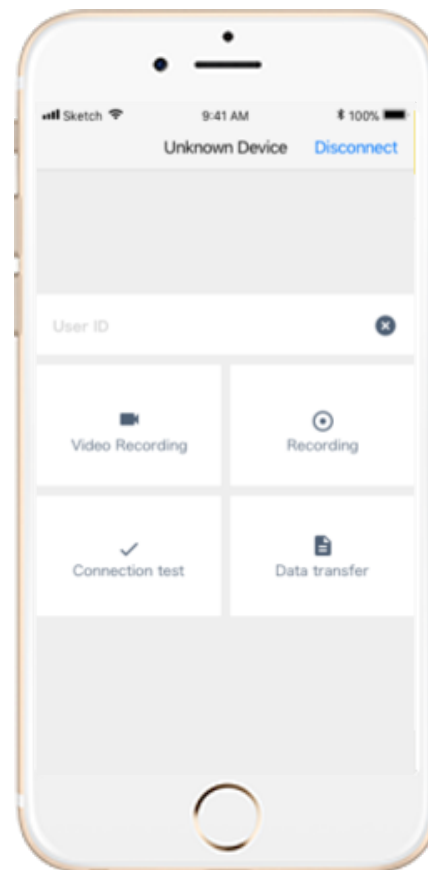 Sketch 9:41 AM 100%
Unknown Device Disconnect
User ID
Video Recording Recording
Connection test Data transfer